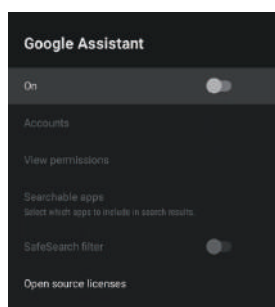 Google Assistant
On
Accounts
View permissions
Searchable apps
Select which apps to include in search results.
SafeSearch filter
Open source licenses